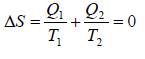 ΔS = Q₁/T₁ + Q₂/T₂ = 0